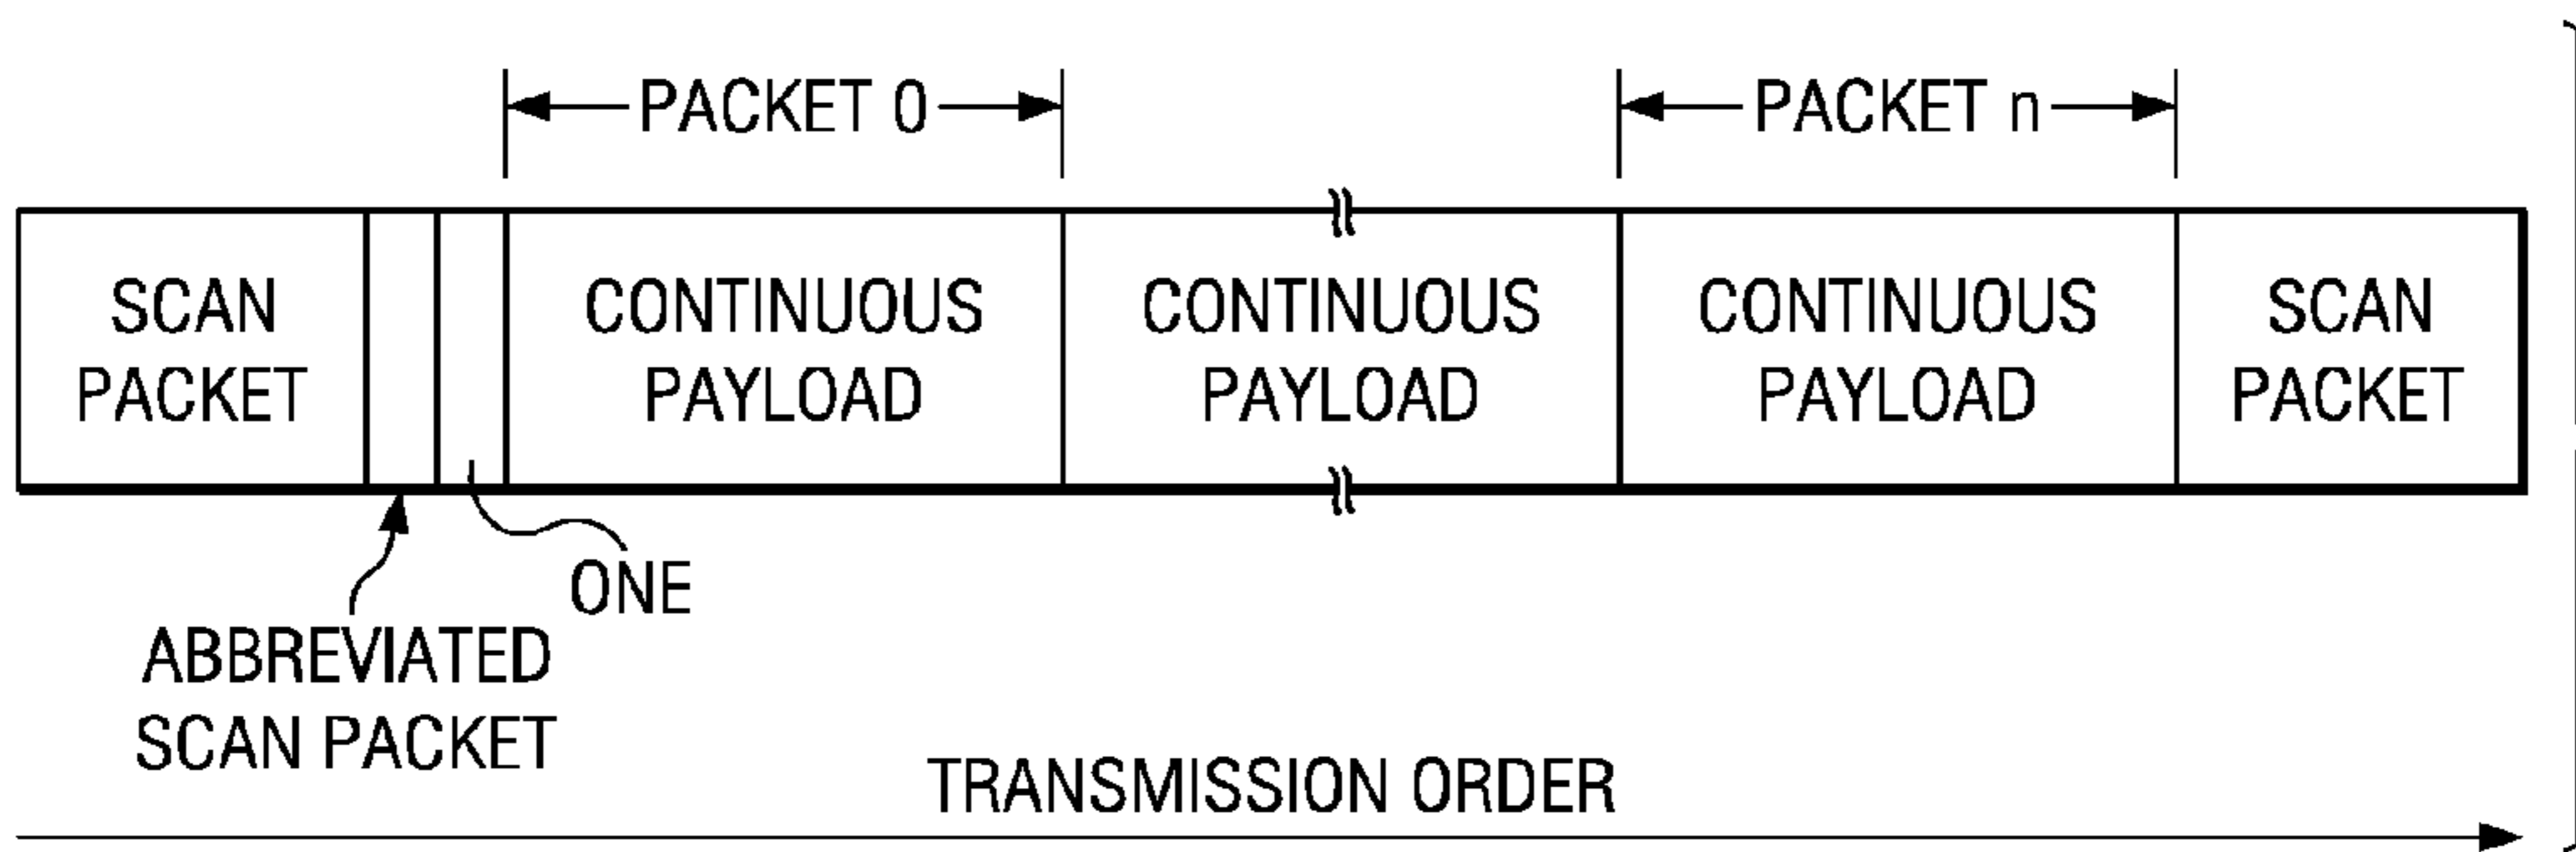 PACKET 0
PACKET n
SCAN
PACKET
CONTINUOUS
PAYLOAD
CONTINUOUS
PAYLOAD
CONTINUOUS
PAYLOAD
SCAN
PACKET
ONE
ABBREVIATED
SCAN PACKET
TRANSMISSION ORDER